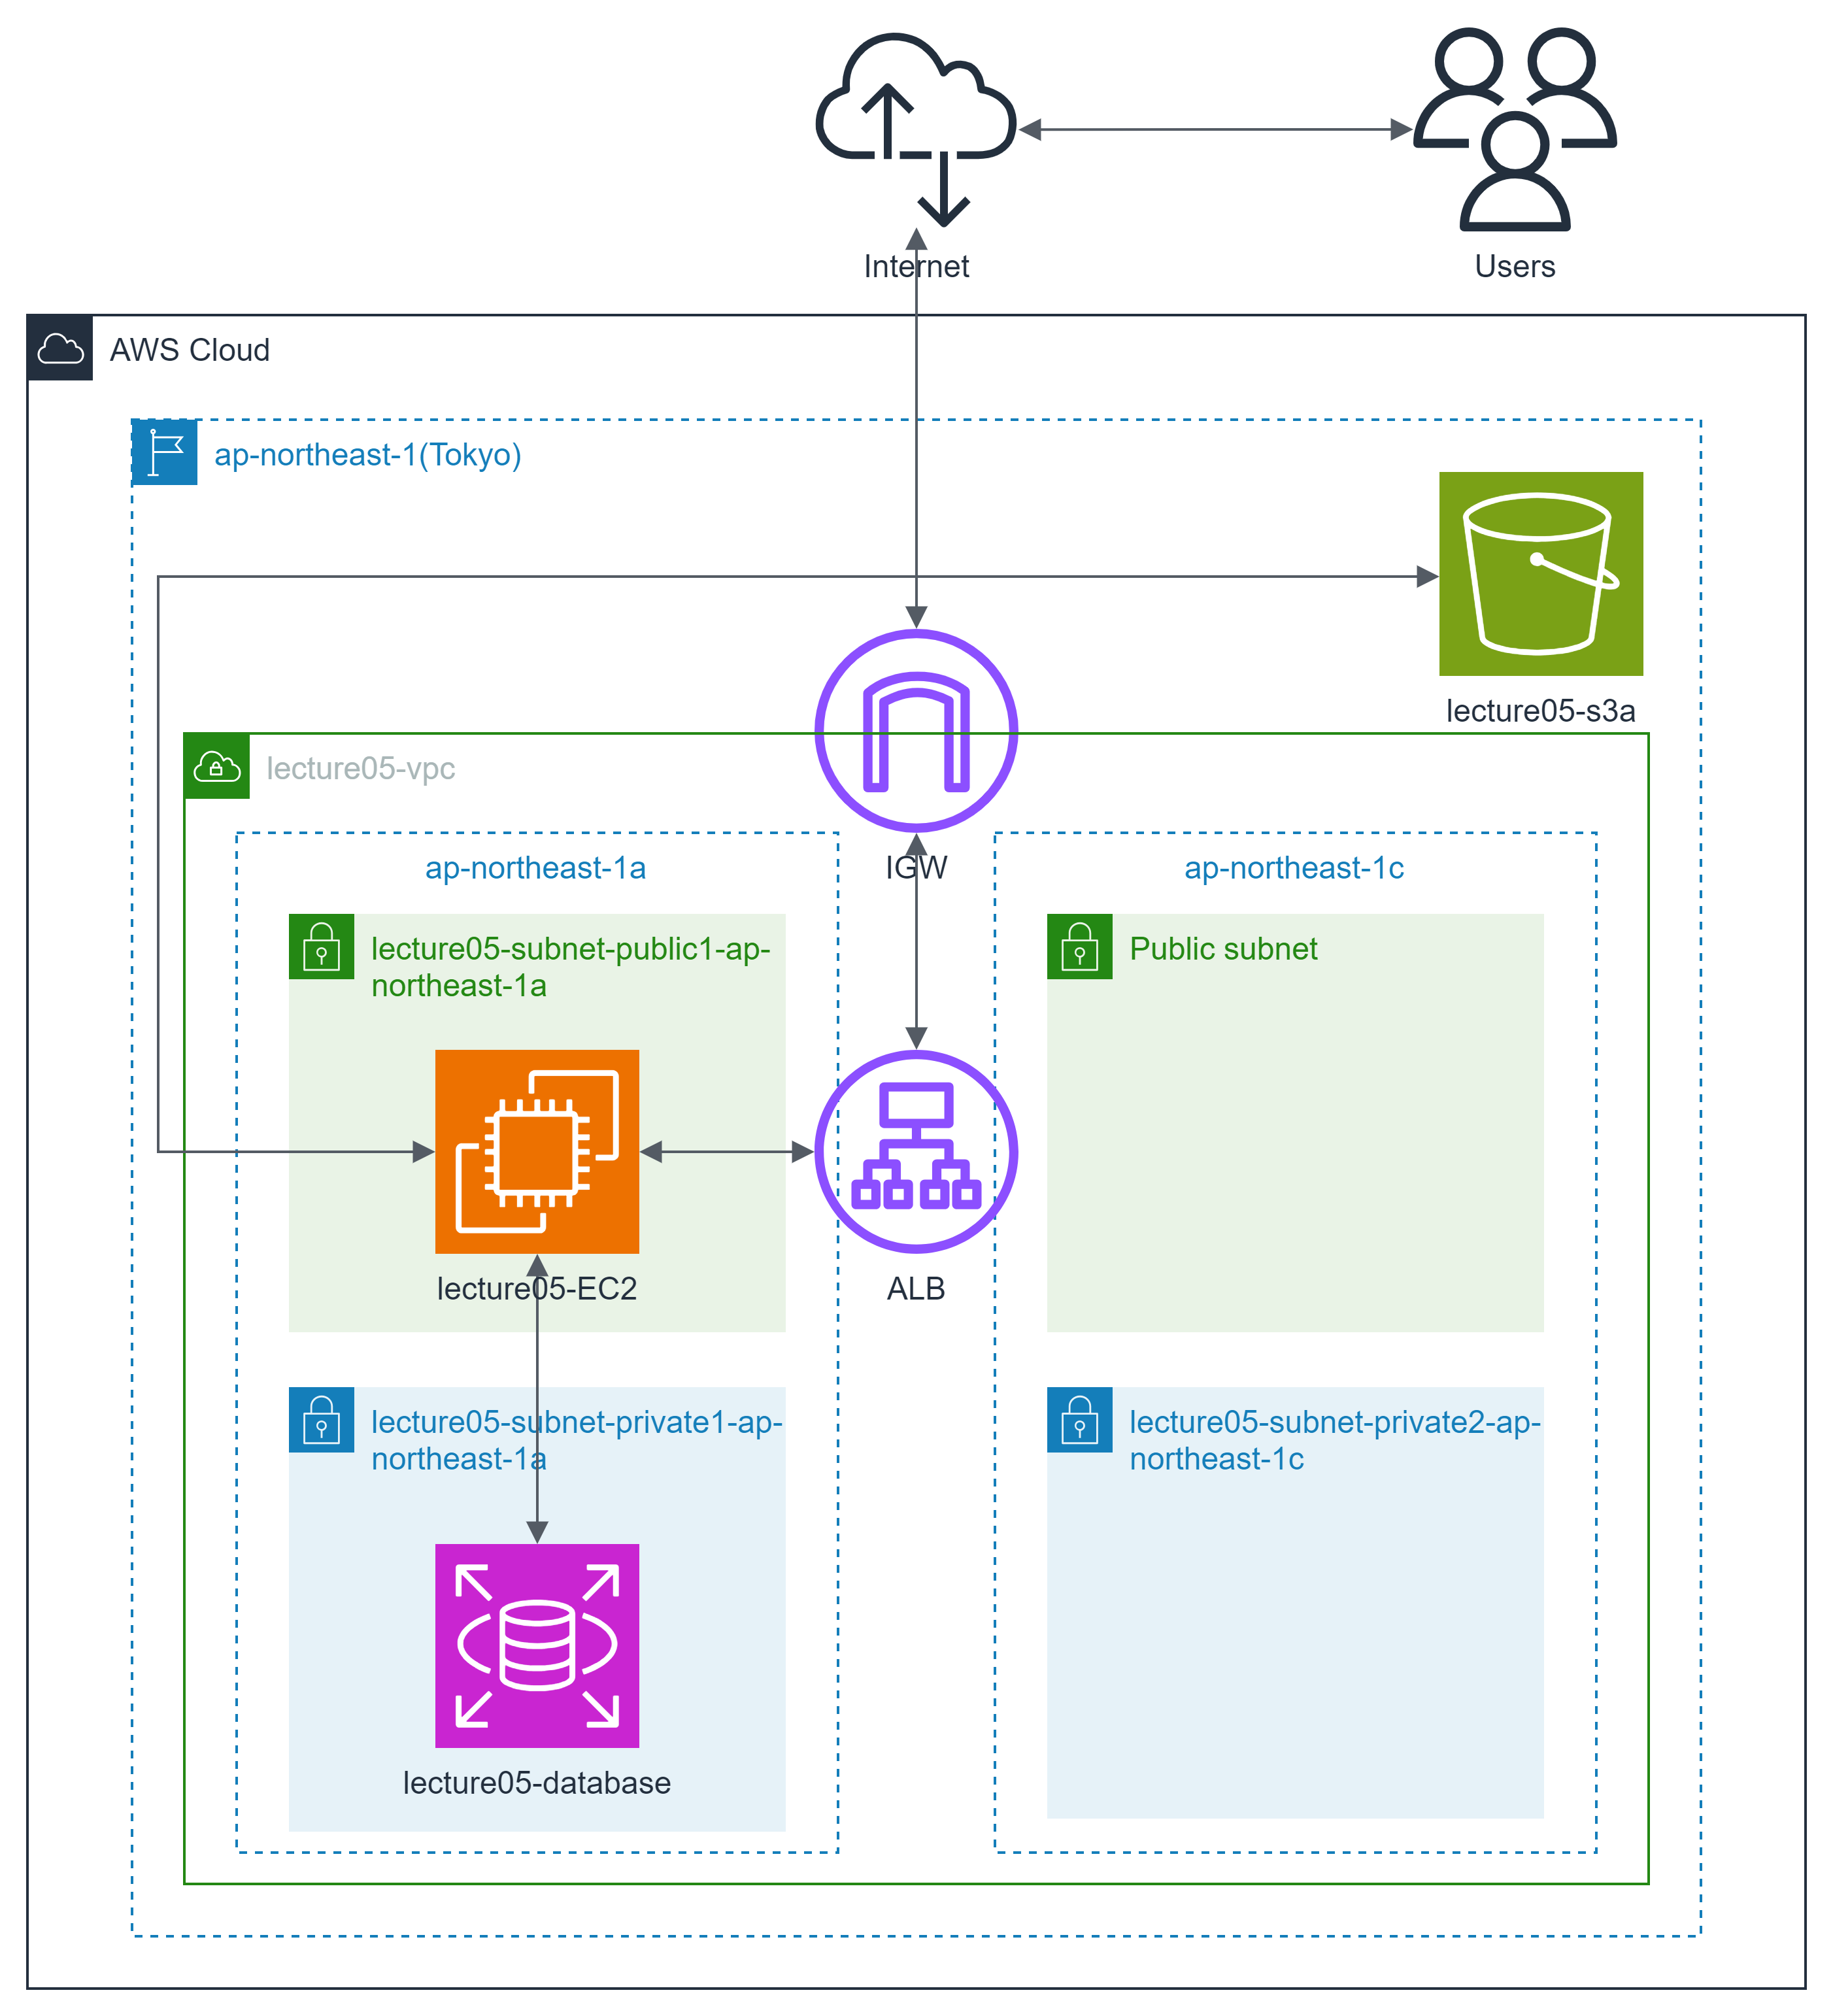 Internet
Users
AWS Cloud
ap-northeast-1(Tokyo)
lecture05-s3a
lecture05-vpc
ap-northeast-1a
IGW
ap-northeast-1c
lecture05-subnet-public1-ap-
northeast-1a
Public subnet
lecture05-EC2
ALB
lecture05-subnet-private1-ap-
northeast-1a
lecture05-subnet-private2-ap-
northeast-1c
lecture05-database